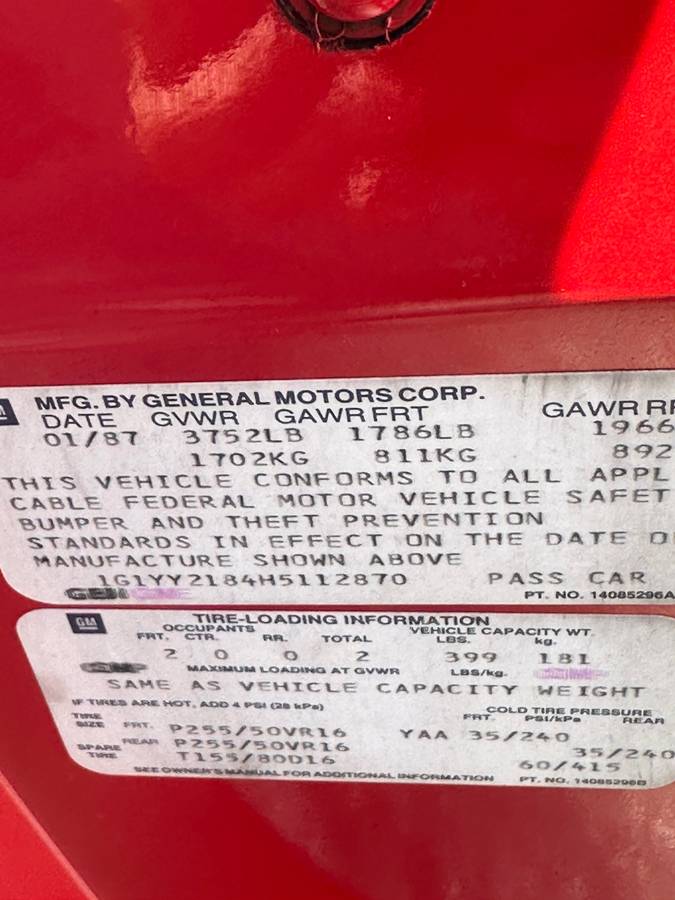 MFG. BY GENERAL MOTORS CORP.
DATE GVWR GAWR FRT GAWR RR
01/87 3752LB 1786LB 1966
1702KG 811KG 892
THIS VEHICLE CONFORMS TO ALL APPL
CABLE FEDERAL MOTOR VEHICLE SAFET
BUMPER AND THEFT PREVENTION
STANDARDS IN EFFECT ON THE DATE O
MANUFACTURE SHOWN ABOVE
1G1YY2184H5112870 PASS CAR
PT. NO. 14085296A
GM TIRE-LOADING INFORMATION
OCCUPANTS VEHICLE CAPACITY WT.
FRT. CTR. RR. TOTAL LBS. kg.
2 0 0 2 399 181
MAXIMUM LOADING AT GVWR LBS/kg.
SAME AS VEHICLE CAPACITY WEIGHT
IF TIRES ARE HOT, ADD 4 PSI (28 kPa) COLD TIRE PRESSURE
TIRE SIZE FRT. PSI/kPa REAR
FRT. P255/50VR16 YAA 35/240
REAR P255/50VR16 35/240
SPARE TIRE T155/80D16 60/415
SEE OWNER'S MANUAL FOR ADDITIONAL INFORMATION PT. NO. 14085296B